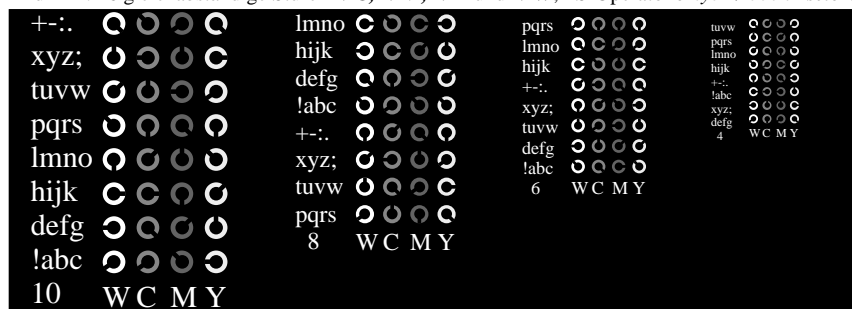 +-:.
xyz;
tuvw
pqrs
lmno
hijk
defg
!abc
10 W C M Y
lmno
hijk
defg
!abc
+-:.
xyz;
tuvw
pqrs
8 W C M Y
pqrs
lmno
hijk
+-:.
xyz;
tuvw
defg
!abc
6 W C M Y
tuvw
pqrs
lmno
hijk
+-:.
!abc
xyz;
defg
4 W C M Y